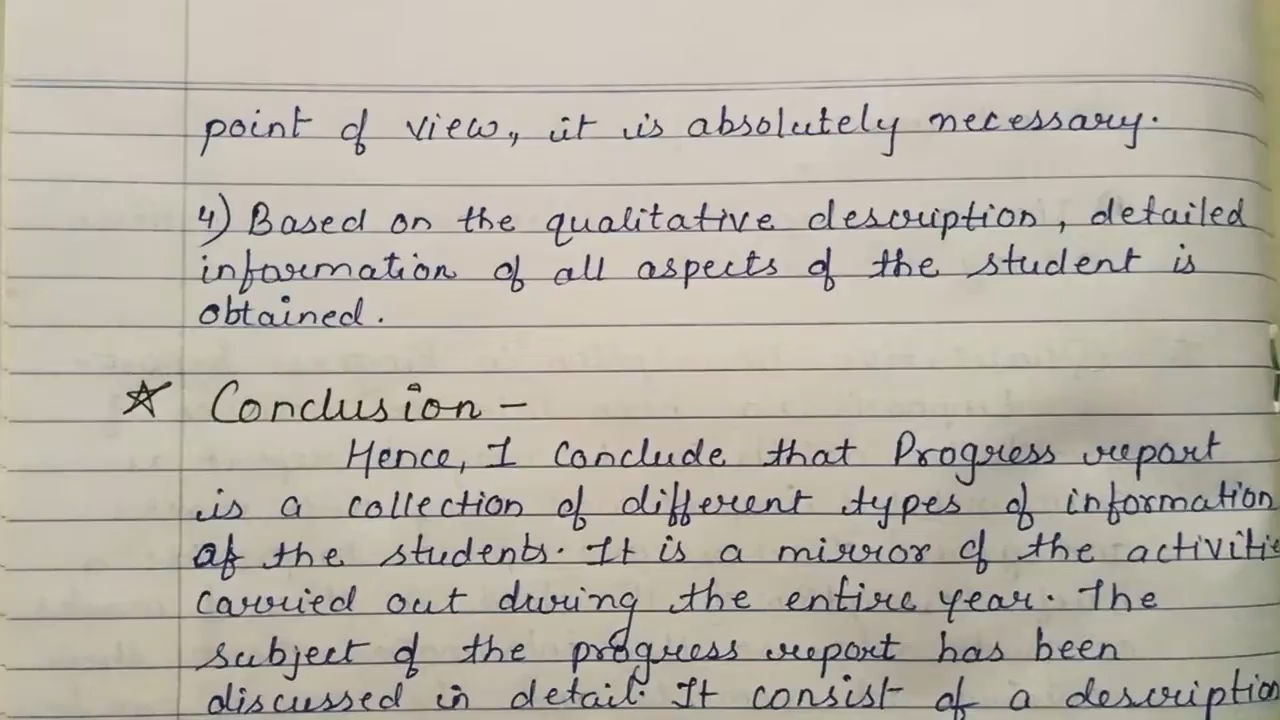 point of view, it is absolutely necessary.
4) Based on the qualitative description, detailed
information of all aspects of the student is
obtained.
☆ Conclusion -
Hence, I conclude that Progress report
is a collection of different types of information
of the students. It is a mirror of the activitie
carried out during the entire year. The
subject of the progress report has been
discussed in detail. It consist of a description